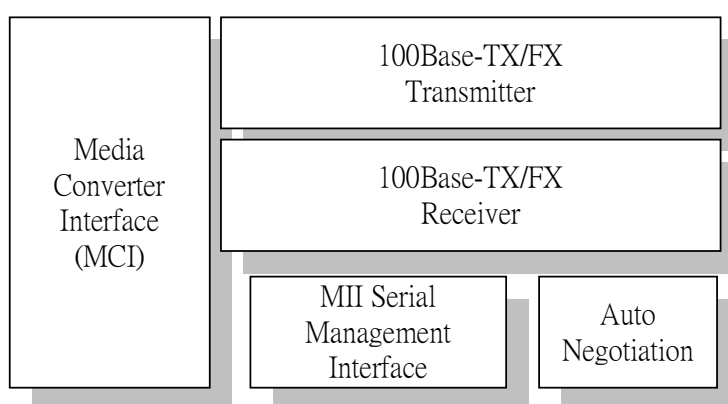 Media
Converter
Interface
(MCI)
100Base-TX/FX
Transmitter
100Base-TX/FX
Receiver
MII Serial
Management
Interface
Auto
Negotiation